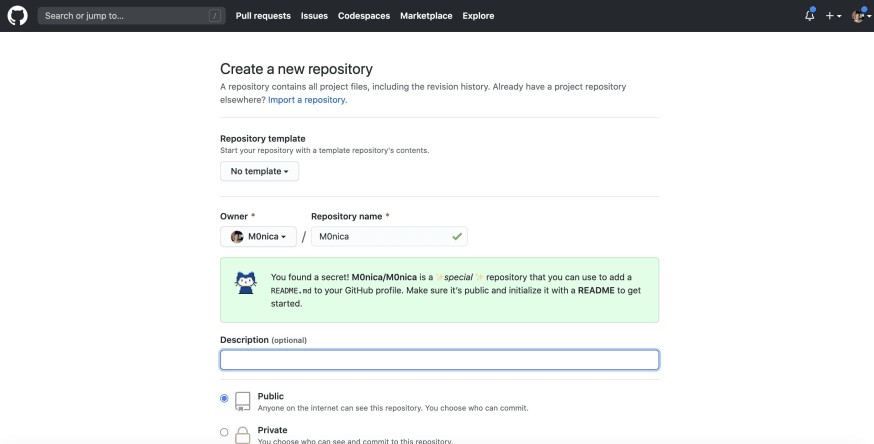 Search or jump to... /
Pull requests Issues Codespaces Marketplace Explore
Create a new repository
A repository contains all project files, including the revision history. Already have a project repository
elsewhere? Import a repository.
Repository template
Start your repository with a template repository's contents.
No template
Owner * Repository name *
M0nica / M0nica
You found a secret! M0nica/M0nica is a ✨special✨ repository that you can use to add a
README.md to your GitHub profile. Make sure it's public and initialize it with a README to get
started.
Description (optional)
Public
Anyone on the internet can see this repository. You choose who can commit.
Private
You choose who can see and commit to this repository.